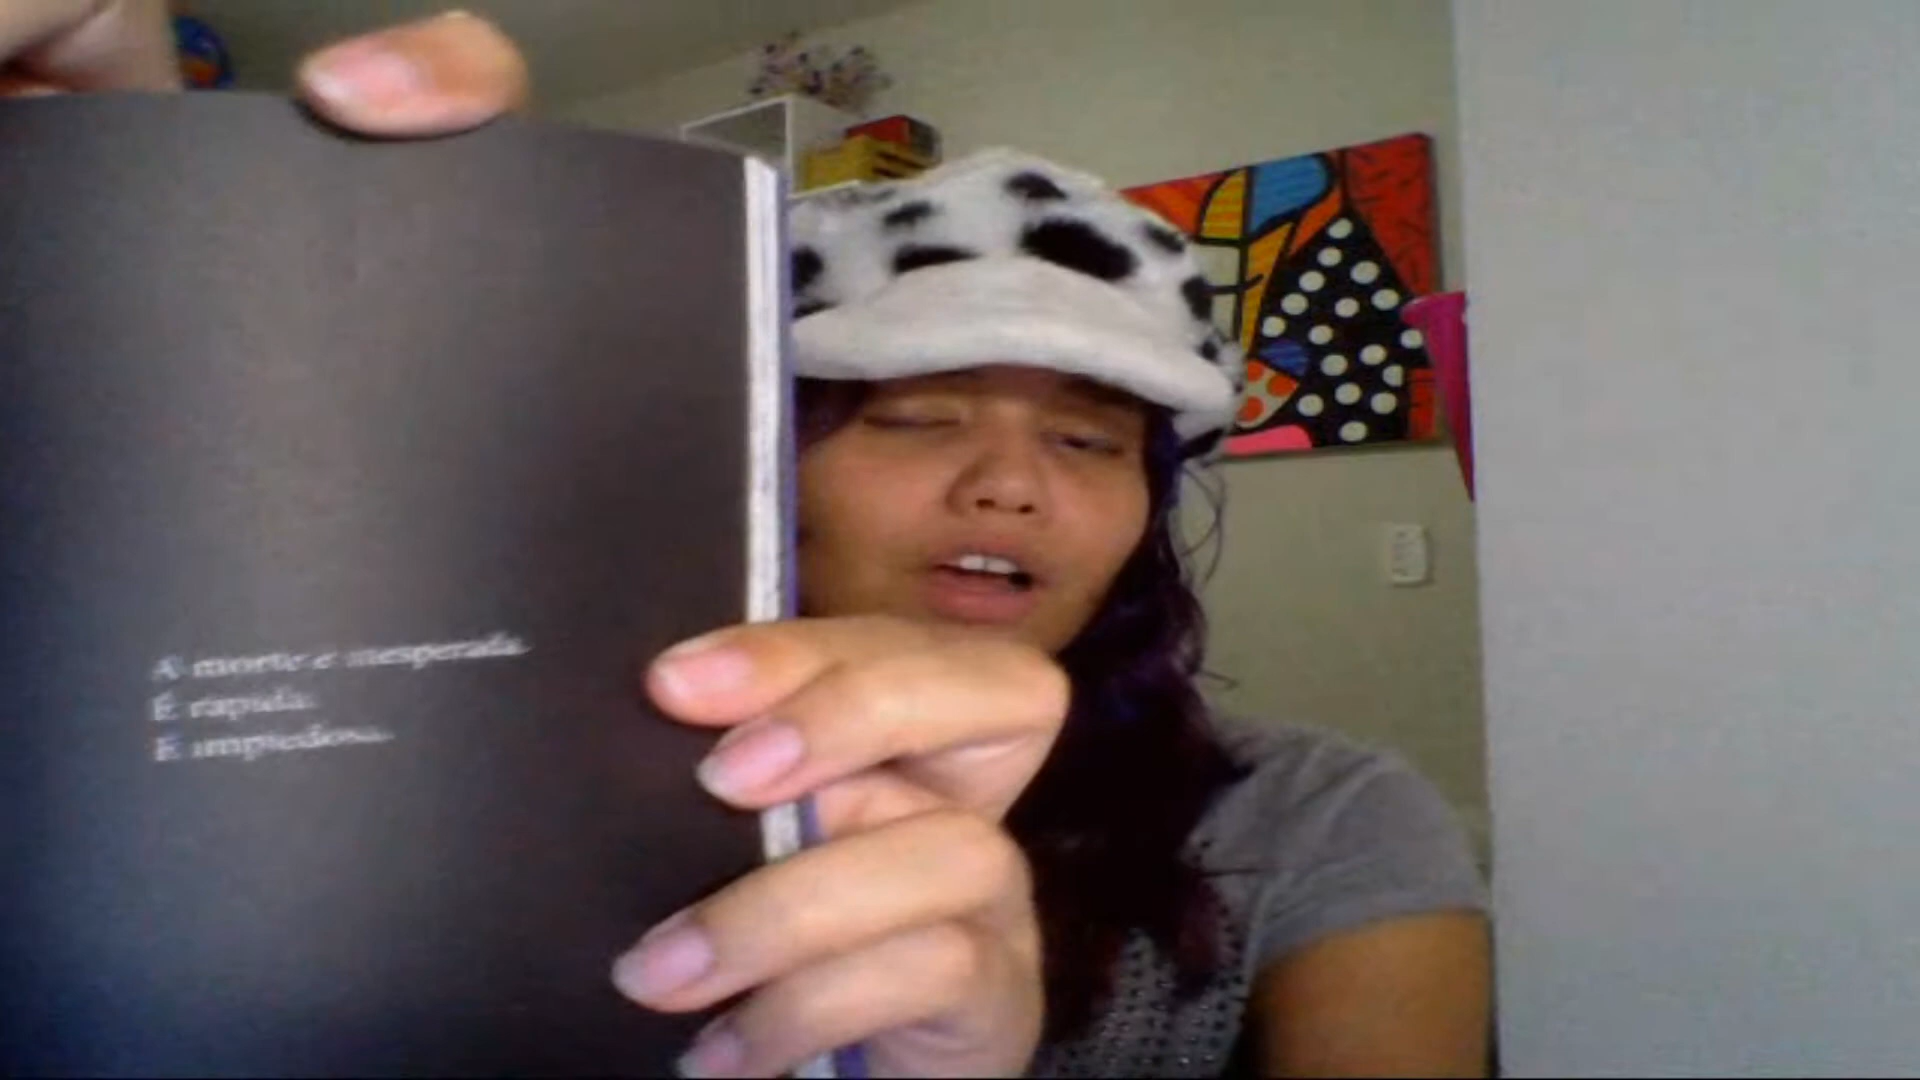 A morte é inesperada.
É rápida.
É impiedosa.